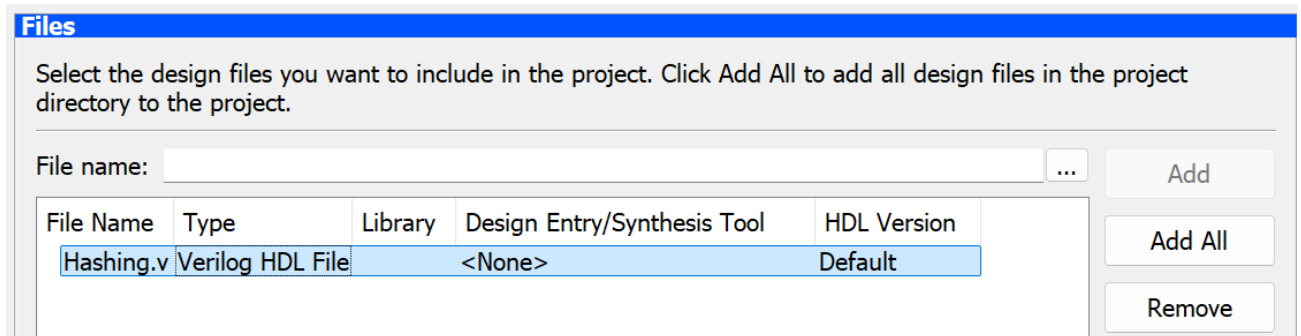 Files
Select the design files you want to include in the project. Click Add All to add all design files in the project
directory to the project.
File name: ... Add
File Name Type Library Design Entry/Synthesis Tool HDL Version
Add All
Hashing.v Verilog HDL File <None> Default
Remove